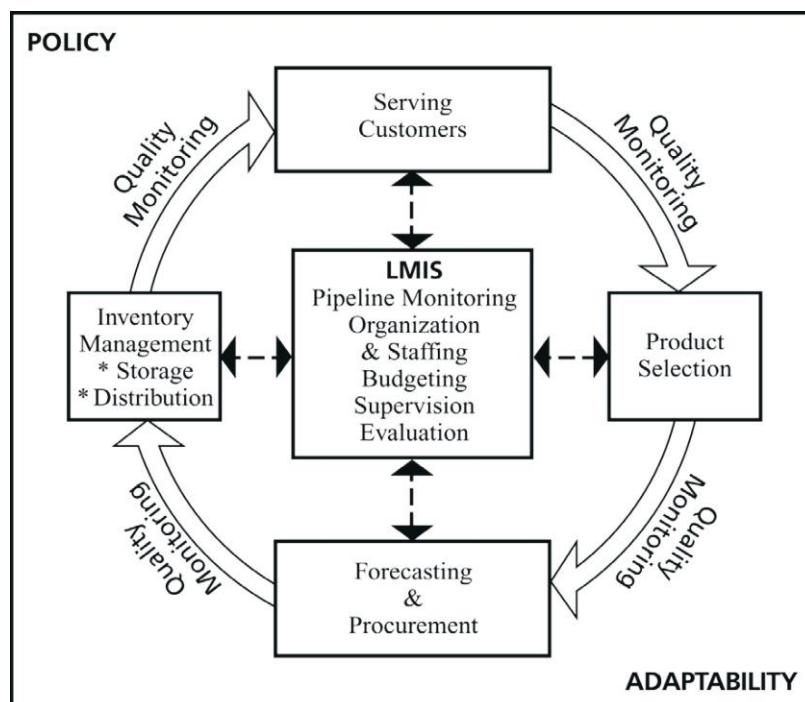 POLICY
Serving
Customers
Quality
Monitoring
Quality
Monitoring
LMIS
Pipeline Monitoring
Organization
& Staffing
Budgeting
Supervision
Evaluation
Inventory
Management
* Storage
* Distribution
Product
Selection
Quality
Monitoring
Quality
Monitoring
Forecasting
&
Procurement
ADAPTABILITY